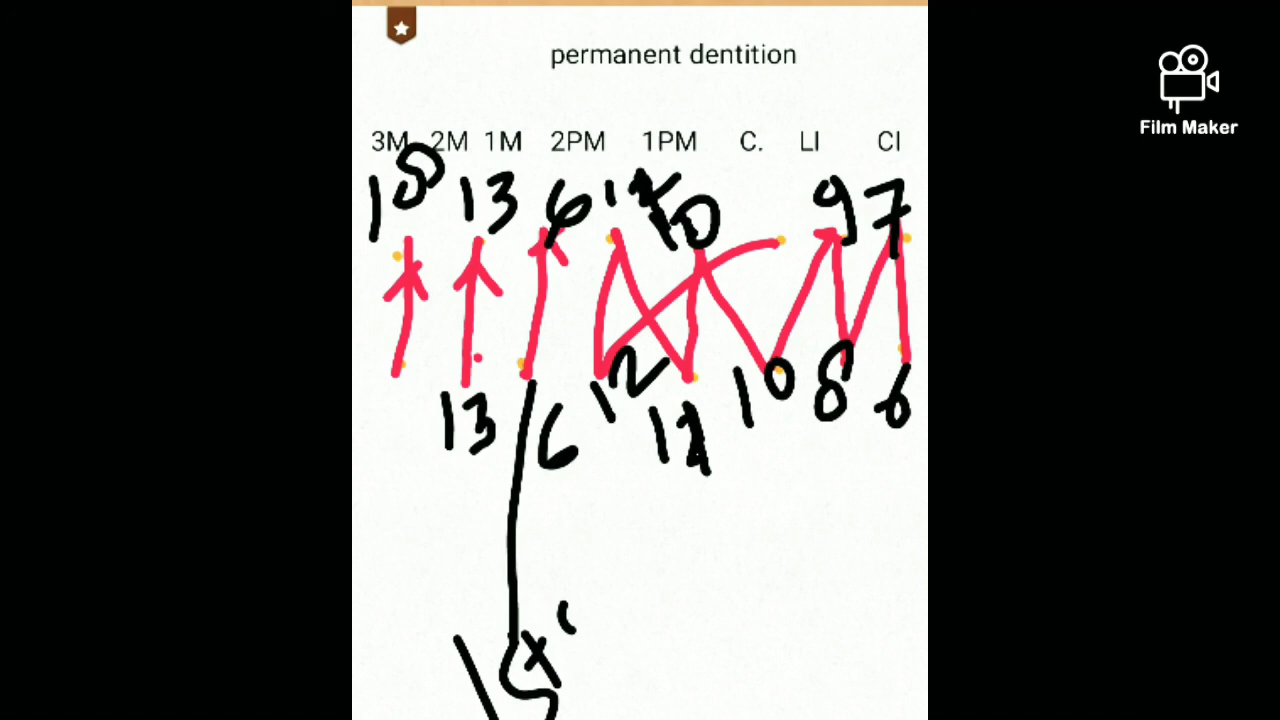 permanent dentition
Film Maker
3M 2M 1M 2PM 1PM C. LI CI
18 13 6 10 9 7
13 6 12 11 10 8 6